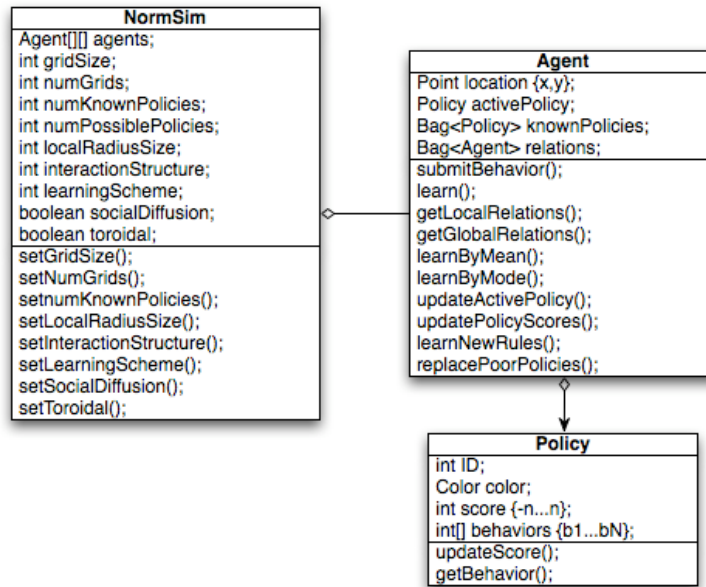 NormSim
Agent[][] agents;
int gridSize;
int numGrids;
int numKnownPolicies;
int numPossiblePolicies;
int localRadiusSize;
int interactionStructure;
int learningScheme;
boolean socialDiffusion;
boolean toroidal;
setGridSize();
setNumGrids();
setnumKnownPolicies();
setLocalRadiusSize();
setInteractionStructure();
setLearningScheme();
setSocialDiffusion();
setToroidal();
Agent
Point location {x,y};
Policy activePolicy;
Bag<Policy> knownPolicies;
Bag<Agent> relations;
submitBehavior();
learn();
getLocalRelations();
getGlobalRelations();
learnByMean();
learnByMode();
updateActivePolicy();
updatePolicyScores();
learnNewRules();
replacePoorPolicies();
Policy
int ID;
Color color;
int score {-n...n};
int[] behaviors {b1...bN};
updateScore();
getBehavior();